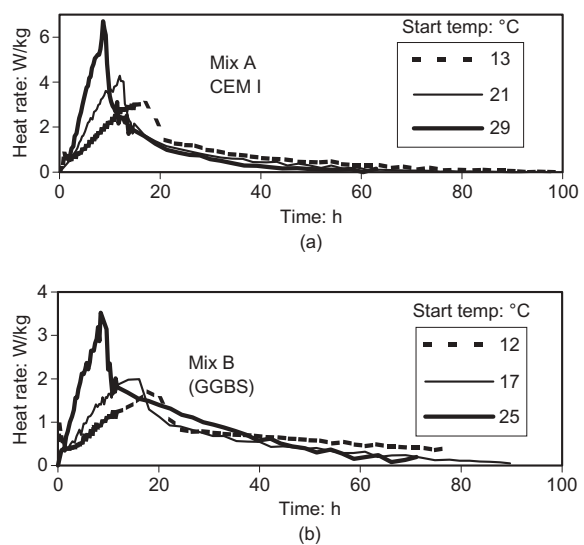 6
4
2
0
Heat rate: W/kg
Mix A
CEM I
Start temp: °C
13
21
29
0 20 40 60 80 100
Time: h
(a)
4
3
2
1
0
Heat rate: W/kg
Mix B
(GGBS)
Start temp: °C
12
17
25
0 20 40 60 80 100
Time: h
(b)